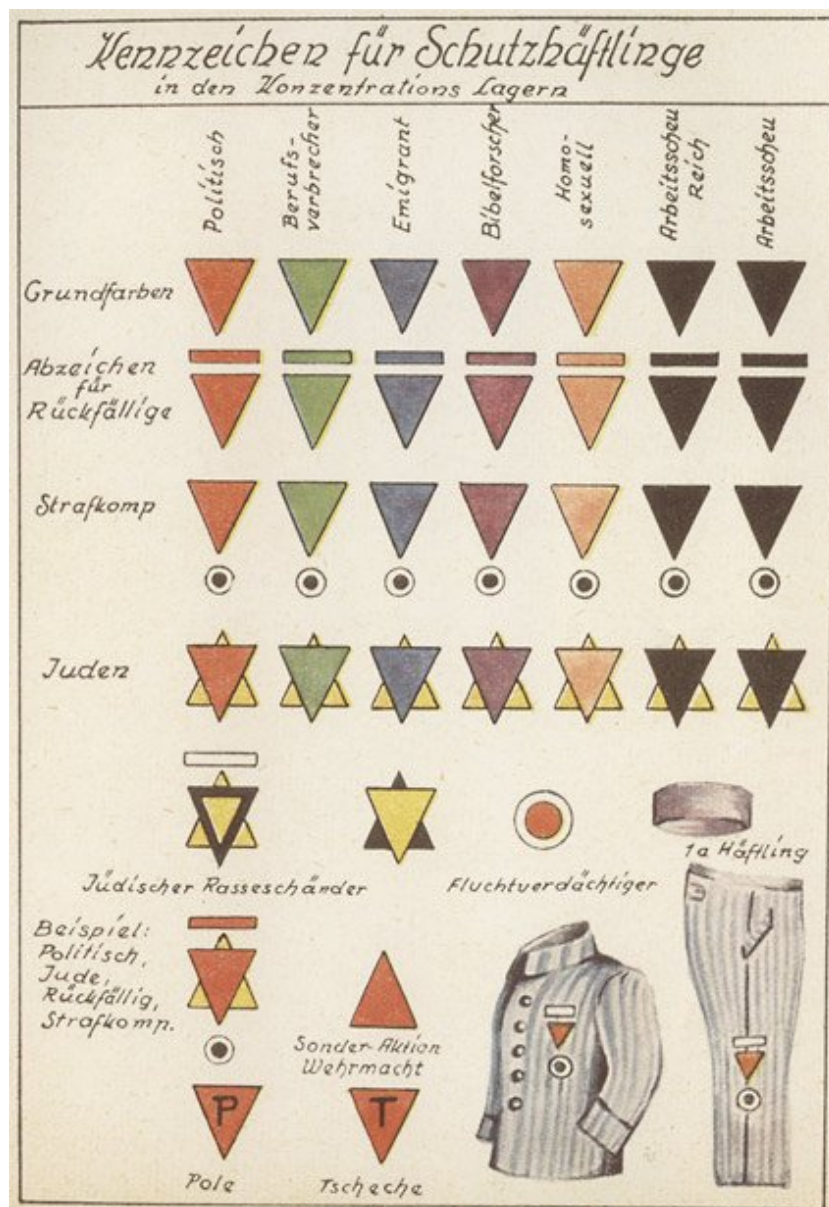 Kennzeichen für Schutzhäftlinge
in den Konzentrations Lagern
Politisch
Berufs-
verbrecher
Emigrant
Bibelforscher
Homo-
sexuell
Arbeitsscheu
Reich
Arbeitsscheu
Grundfarben
Abzeichen
für
Rückfällige
Strafkomp
Juden
Jüdischer Rasseschänder
Fluchtverdächtiger
1a Häftling
Beispiel:
Politisch,
Jude,
Rückfällig,
Strafkomp.
Sonder-Aktion
Wehrmacht
P
T
Pole
Tscheche